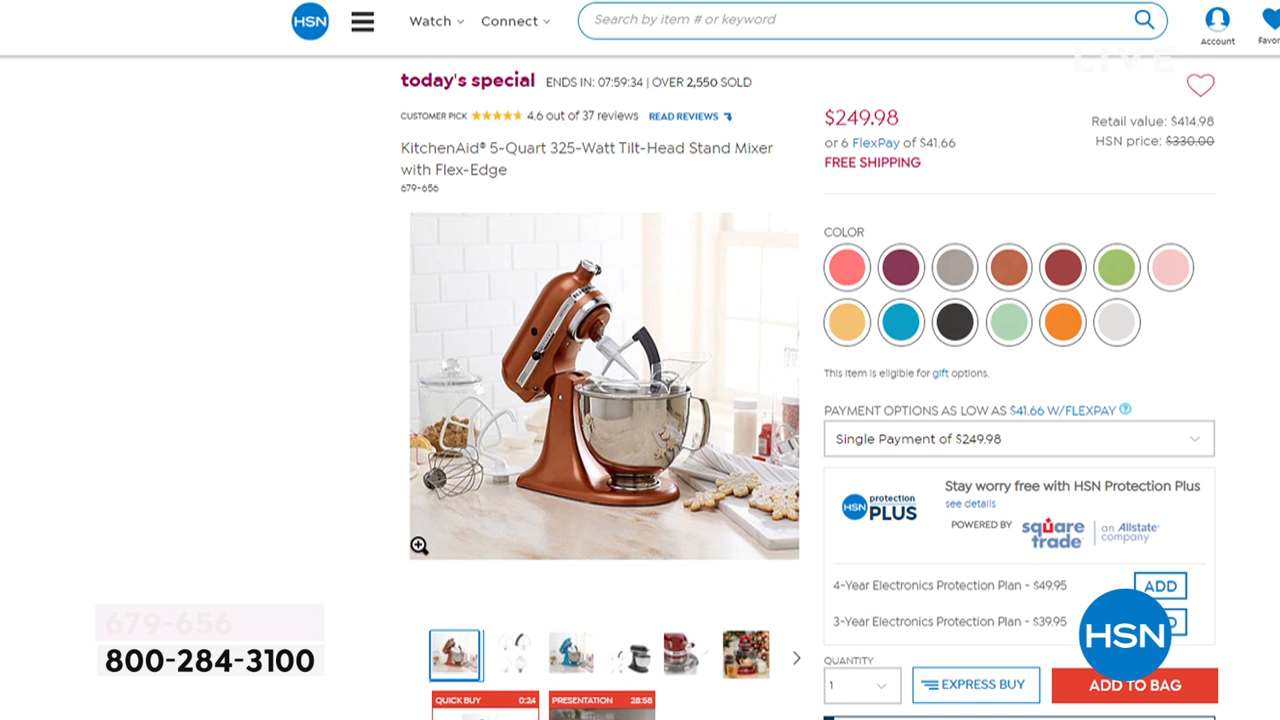 HSN
Watch
Connect
Search by item # or keyword
Account
Favor
LIVE
today's special ENDS IN: 07:59:34 | OVER 2,550 SOLD
CUSTOMER PICK 4.6 out of 37 reviews READ REVIEWS
KitchenAid® 5-Quart 325-Watt Tilt-Head Stand Mixer
with Flex-Edge
679-656
$249.98
or 6 FlexPay of $41.66
FREE SHIPPING
Retail value: $414.98
HSN price: $330.00
COLOR
This item is eligible for gift options.
PAYMENT OPTIONS AS LOW AS $41.66 W/FLEXPAY ?
Single Payment of $249.98
HSN protection PLUS
Stay worry free with HSN Protection Plus
see details
POWERED BY square trade an Allstate company
4-Year Electronics Protection Plan - $49.95 ADD
3-Year Electronics Protection Plan - $39.95
HSN
QUANTITY
1
EXPRESS BUY
ADD TO BAG
679-656
800-284-3100
QUICK BUY 0:24
PRESENTATION 28:58